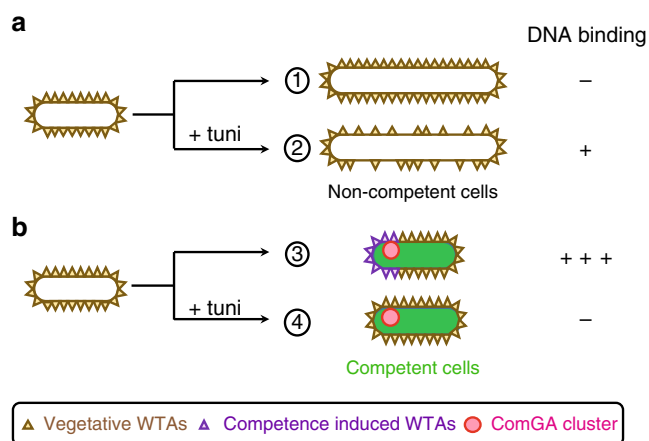 a
DNA binding
1
−
+ tuni
2
+
Non-competent cells
b
3
+ + +
+ tuni
4
−
Competent cells
Vegetative WTAs Competence induced WTAs ComGA cluster